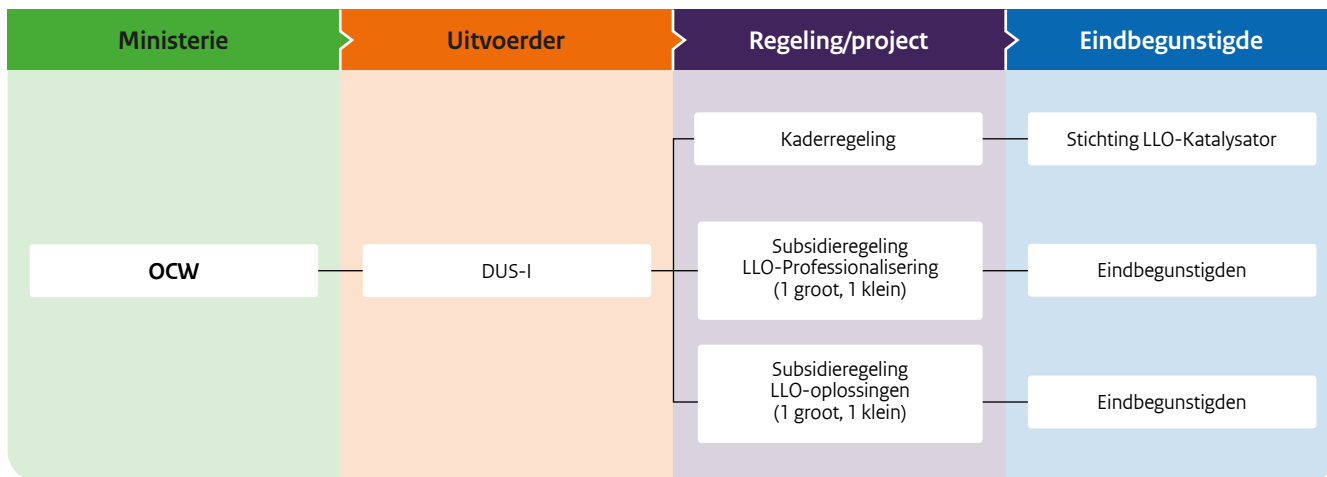 Ministerie
Uitvoerder
Regeling/project
Eindbegunstigde
Kaderregeling
Stichting LLO-Katalysator
OCW
DUS-I
Subsidieregeling
LLO-Professionalisering
(1 groot, 1 klein)
Eindbegunstigden
Subsidieregeling
LLO-oplossingen
(1 groot, 1 klein)
Eindbegunstigden